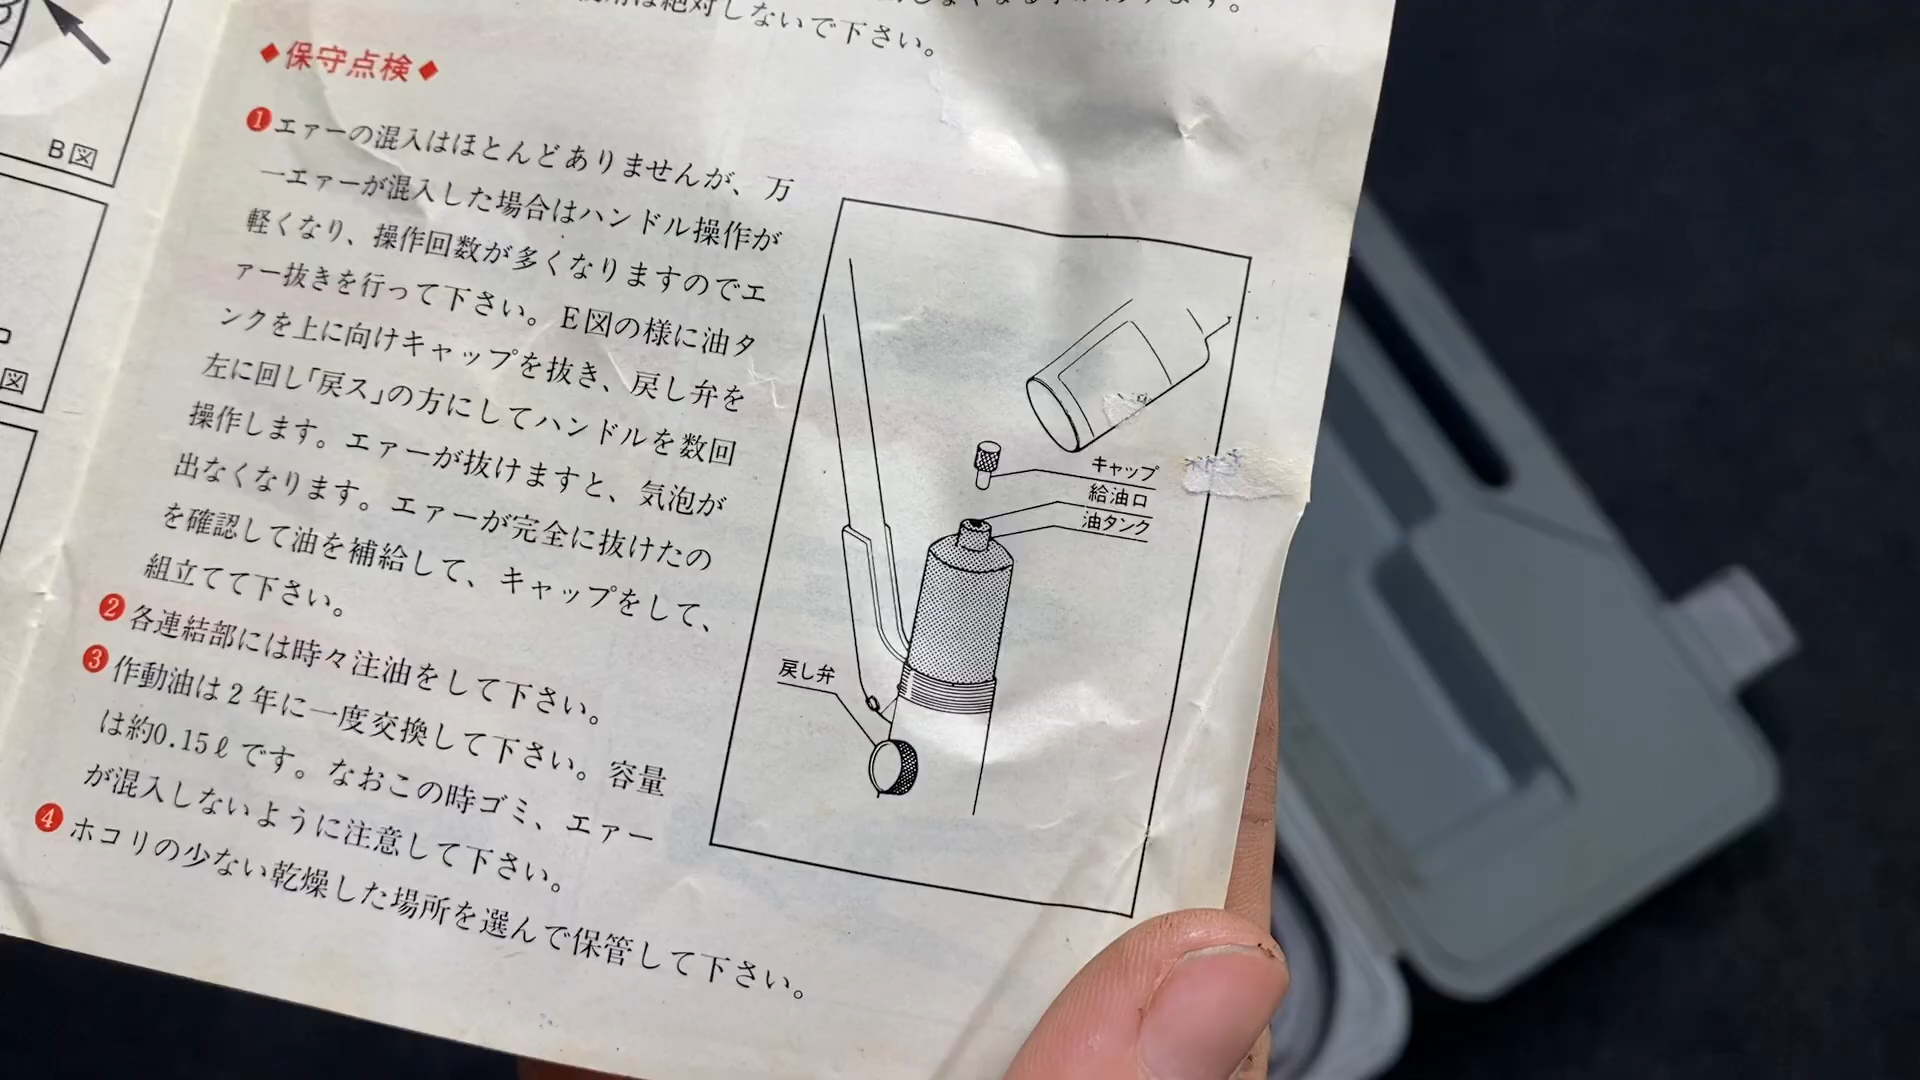 使用は絶対しないで下さい。
◆保守点検◆
❶エァーの混入はほとんどありませんが、万
一エァーが混入した場合はハンドル操作が
軽くなり、操作回数が多くなりますのでエ
ァー抜きを行って下さい。E図の様に油タ
ンクを上に向けキャップを抜き、戻し弁を
左に回し「戻ス」の方にしてハンドルを数回
操作します。エァーが抜けますと、気泡が
出なくなります。エァーが完全に抜けたの
を確認して油を補給して、キャップをして、
組立てて下さい。
❷各連結部には時々注油をして下さい。
❸作動油は2年に一度交換して下さい。容量
は約0.15ℓです。なおこの時ゴミ、エァー
が混入しないように注意して下さい。
❹ホコリの少ない乾燥した場所を選んで保管して下さい。
B図
図
キャップ
給油口
油タンク
戻し弁